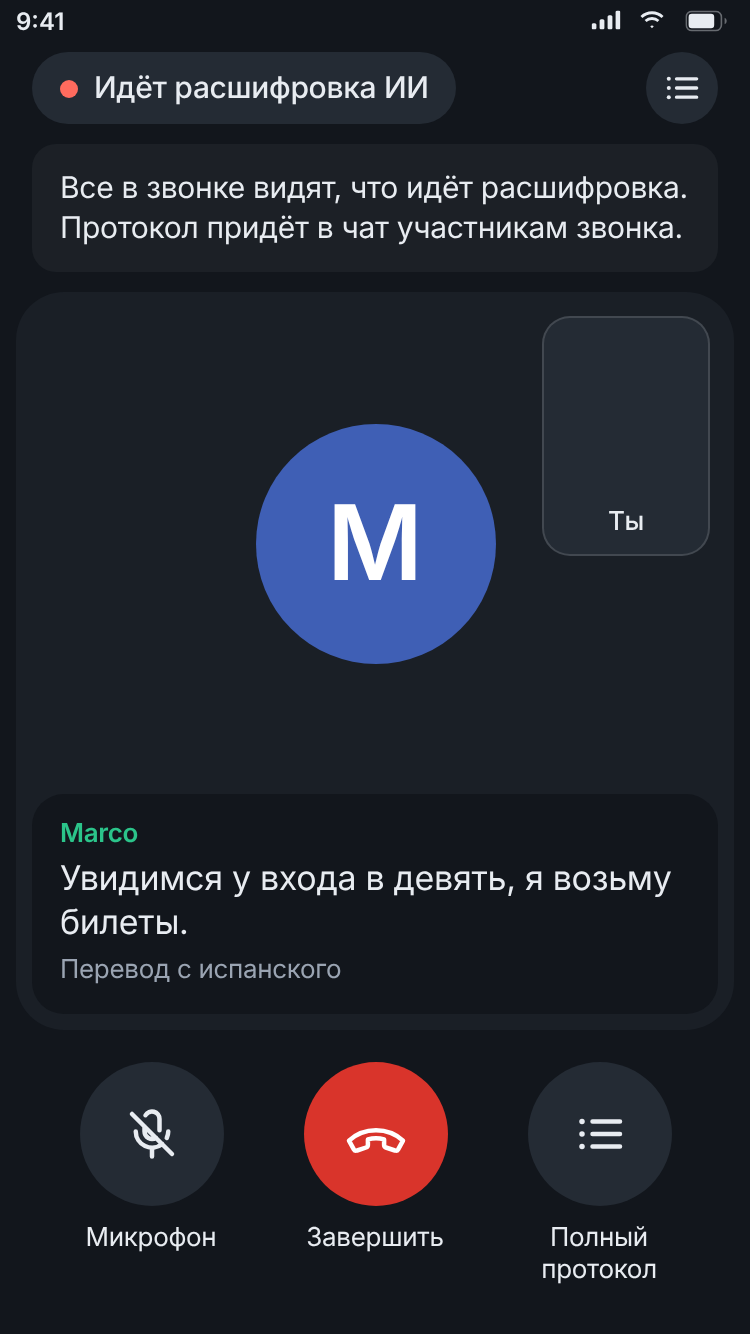 9:41
Идёт расшифровка ИИ
Все в звонке видят, что идёт расшифровка.
Протокол придёт в чат участникам звонка.
M
Ты
Marco
Увидимся у входа в девять, я возьму
билеты.
Перевод с испанского
Микрофон
Завершить
Полный
протокол